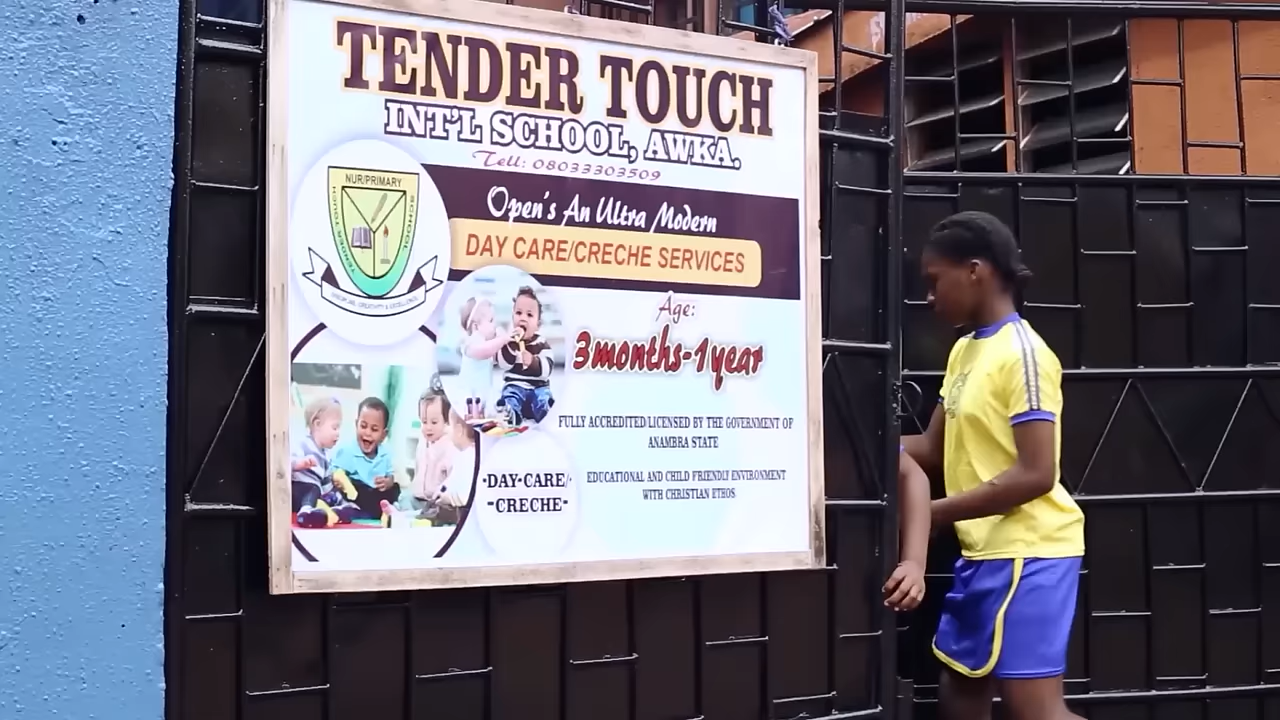 TENDER TOUCH
INT'L SCHOOL, AWKA.
Tell: 08033303509
NUR/PRIMARY
TENDER TOUCH
SCHOOL
Open's An Ultra Modern
DAY CARE/CRECHE SERVICES
Age:
3months-1year
FULLY ACCREDITED/LICENSED BY THE GOVERNMENT OF
ANAMBRA STATE
EDUCATIONAL AND CHILD FRIENDLY ENVIRONMENT
WITH CHRISTIAN ETHOS
·DAY·CARE/·
-CRECHE-